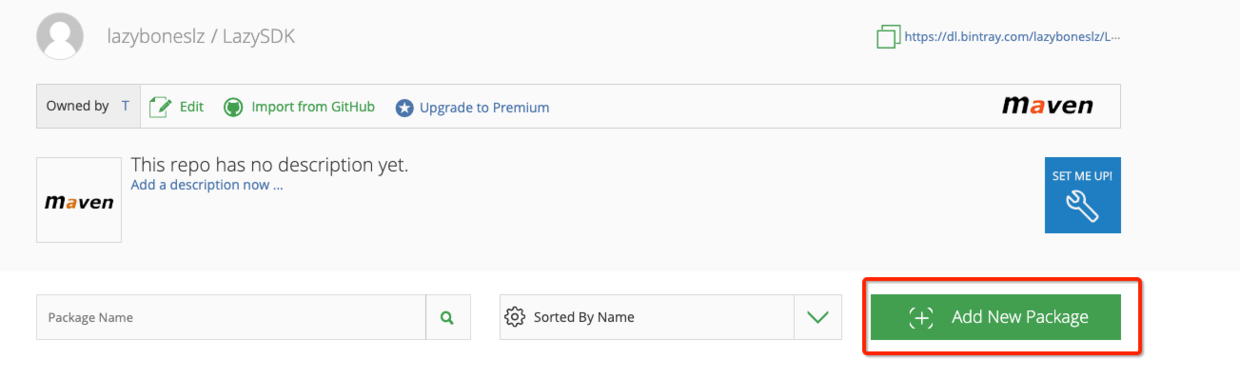 lazyboneslz / LazySDK
https://dl.bintray.com/lazyboneslz/L...
Owned by T Edit Import from GitHub Upgrade to Premium maven
This repo has no description yet.
Add a description now ...
maven
SET ME UP!
Package Name
Sorted By Name
Add New Package